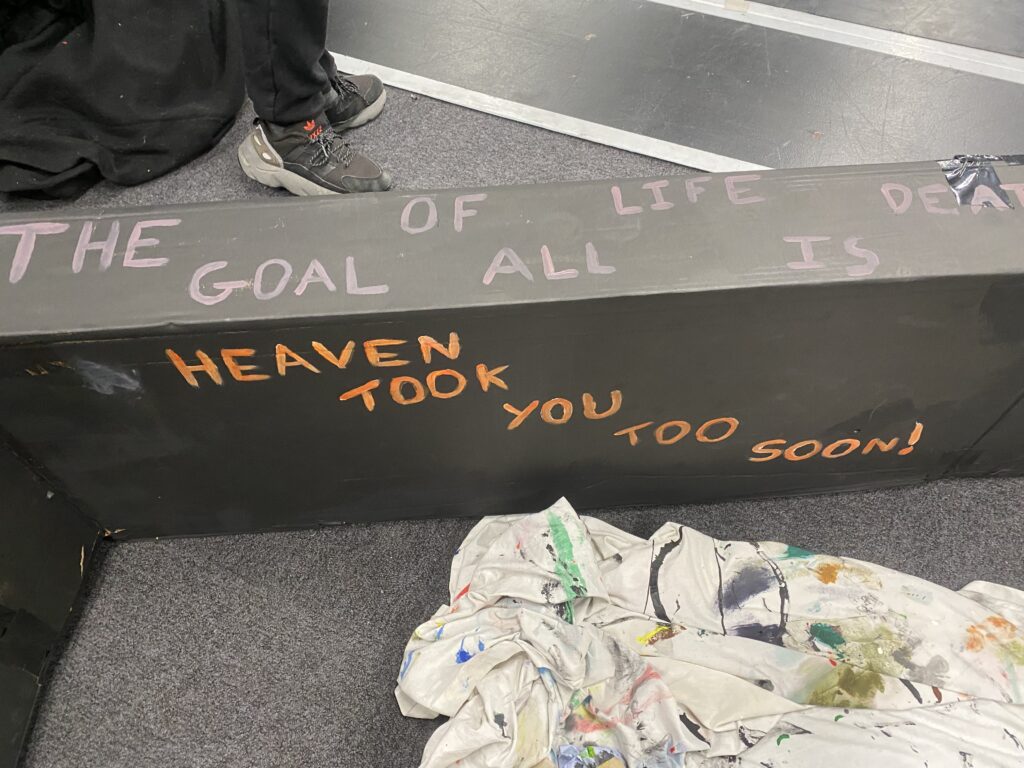 THE GOAL OF ALL LIFE IS DEAT
HEAVEN TOOK YOU TOO SOON!